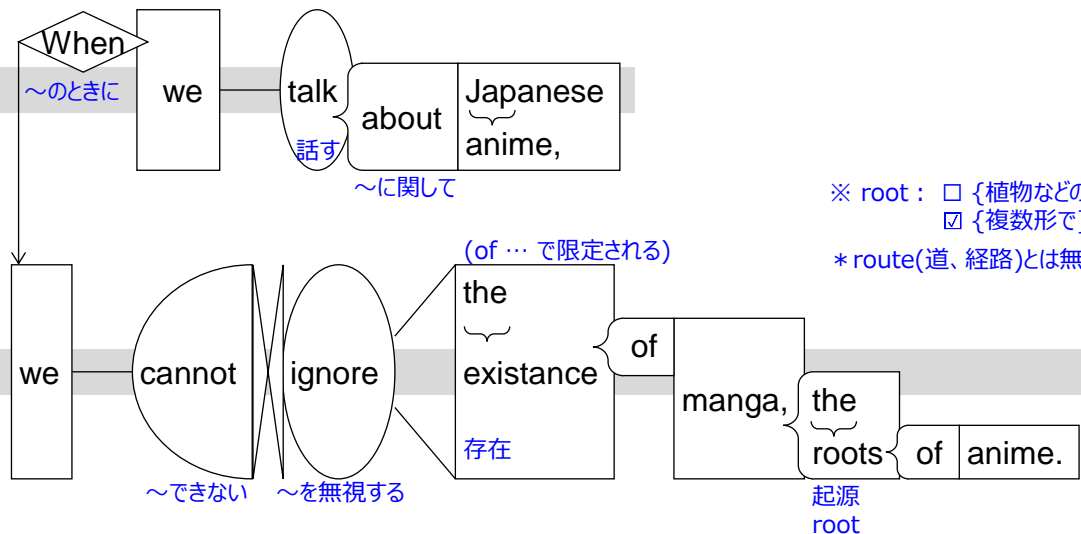 When
~のときに
we
talk
話す
about
~に関して
Japanese
anime,
※ root : □ {植物などの
☑ {複数形で}
*route(道、経路)とは無
we
cannot
~できない
ignore
~を無視する
(of … で限定される)
the
existance
存在
of
manga,
the
roots
起源
root
of
anime.